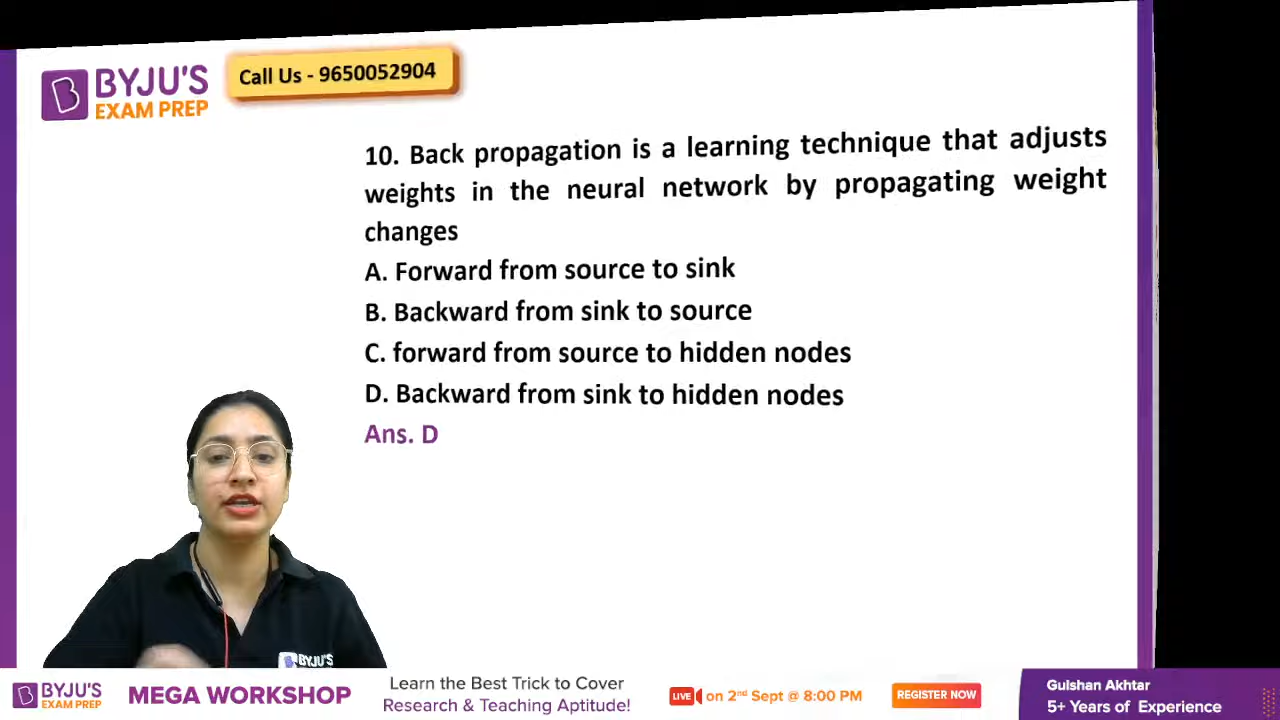 BYJU'S
EXAM PREP
Call Us - 9650052904
10. Back propagation is a learning technique that adjusts
weights in the neural network by propagating weight
changes
A. Forward from source to sink
B. Backward from sink to source
C. forward from source to hidden nodes
D. Backward from sink to hidden nodes
Ans. D
BYJU'S
BYJU'S
EXAM PREP
MEGA WORKSHOP
Learn the Best Trick to Cover
Research & Teaching Aptitude!
LIVE on 2nd Sept @ 8:00 PM
REGISTER NOW
Gulshan Akhtar
5+ Years of Experience